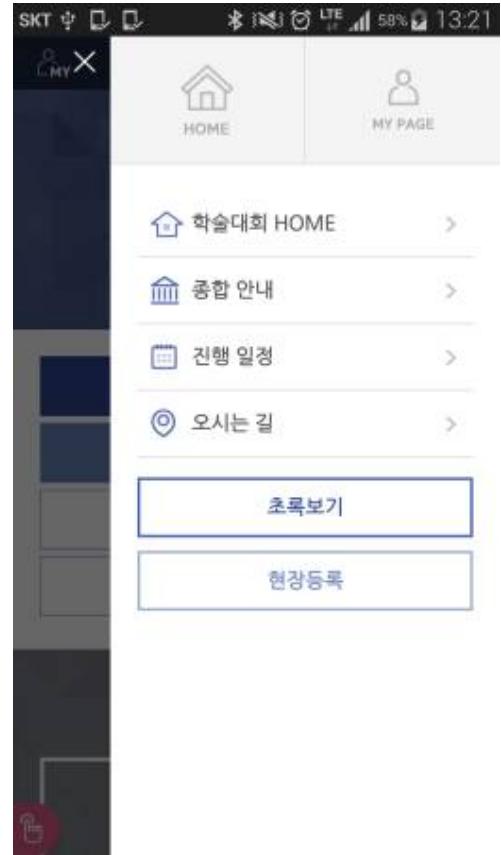 SKT LTE 58% 13:21
MY
HOME
MY PAGE
학술대회 HOME
종합 안내
진행 일정
오시는 길
초록보기
현장등록